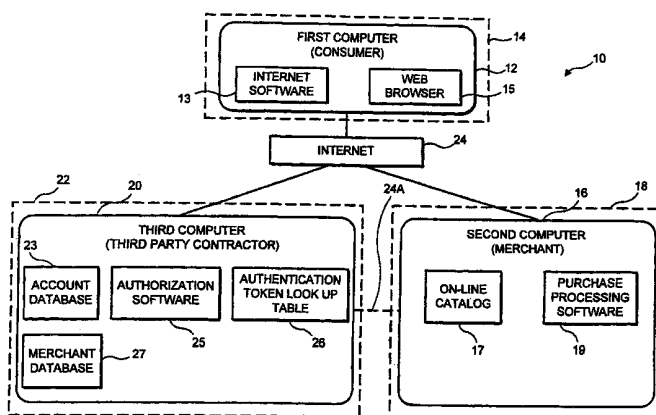 FIRST COMPUTER
(CONSUMER)
14
12
10
INTERNET
SOFTWARE
13
WEB
BROWSER
15
INTERNET
24
22
20
THIRD COMPUTER
(THIRD PARTY CONTRACTOR)
23
ACCOUNT
DATABASE
AUTHORIZATION
SOFTWARE
25
AUTHENTICATION
TOKEN LOOK UP
TABLE
26
MERCHANT
DATABASE
27
24A
16
18
SECOND COMPUTER
(MERCHANT)
ON-LINE
CATALOG
17
PURCHASE
PROCESSING
SOFTWARE
19